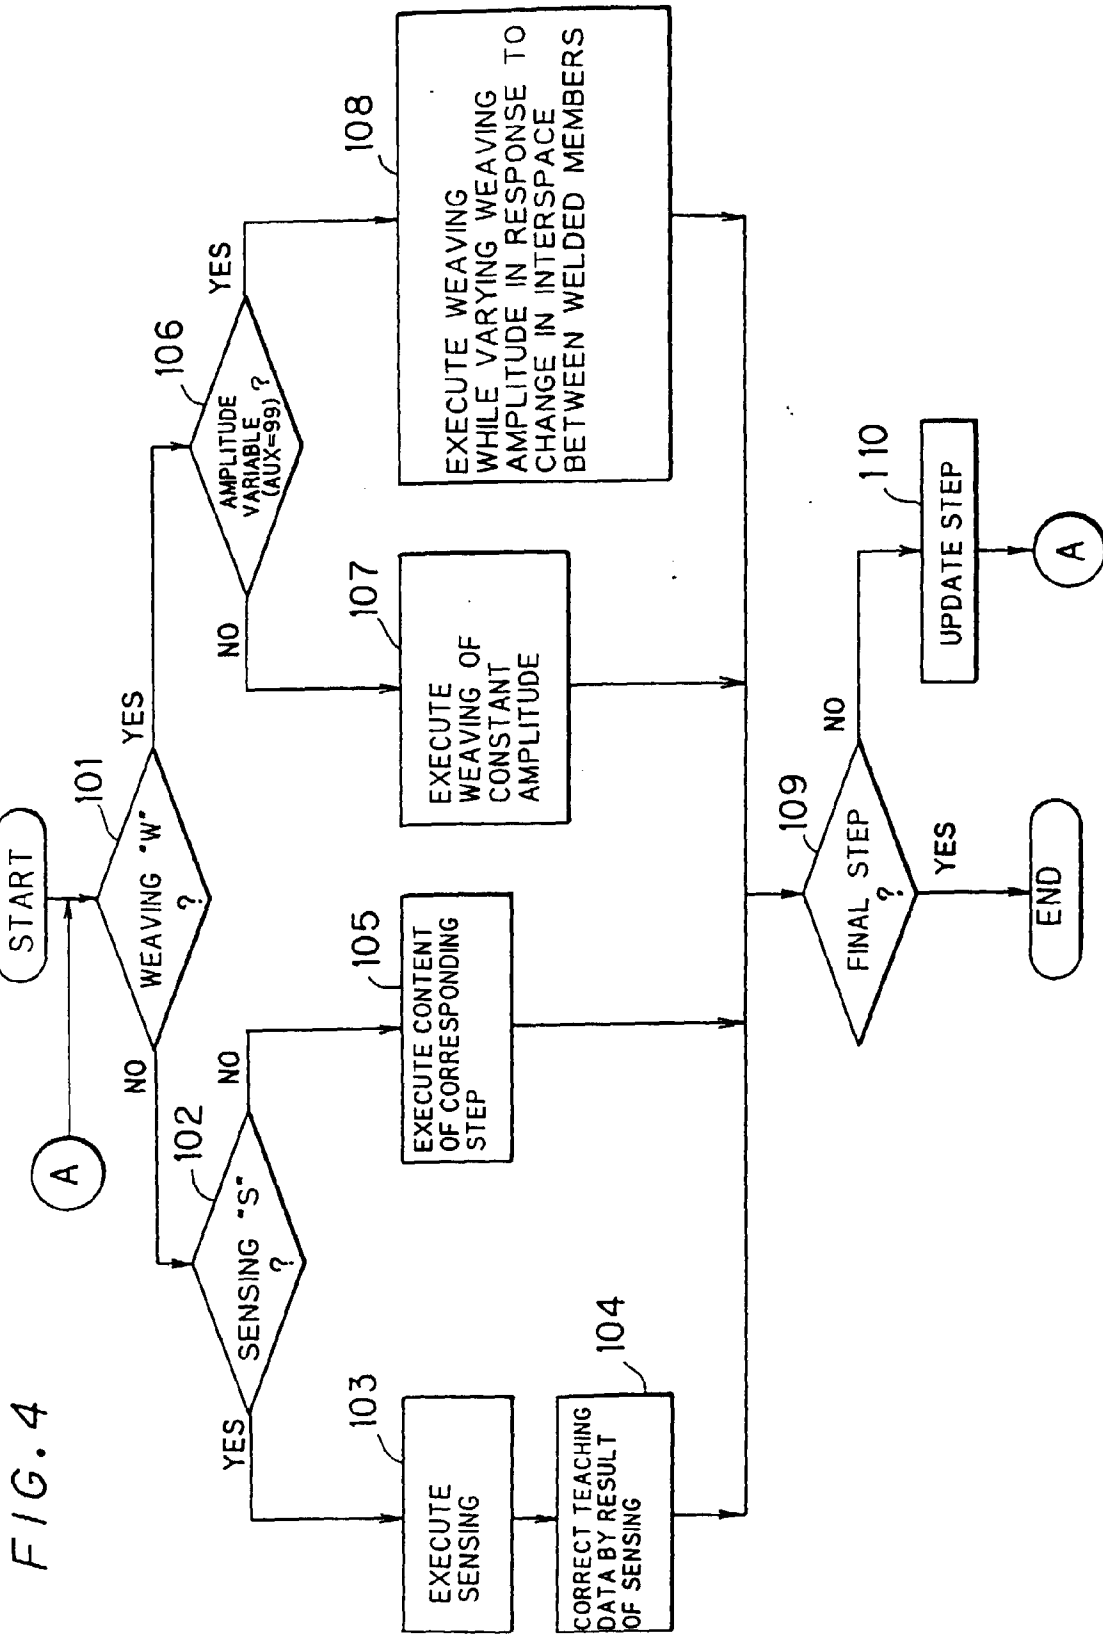 FIG.4
START
A
101
WEAVING "W"
?
NO
YES
102
SENSING "S"
?
YES
NO
106
AMPLITUDE
VARIABLE
(AUX=99) ?
NO
YES
103
EXECUTE
SENSING
104
CORRECT TEACHING
DATA BY RESULT
OF SENSING
105
EXECUTE CONTENT
OF CORRESPONDING
STEP
107
EXECUTE
WEAVING OF
CONSTANT
AMPLITUDE
108
EXECUTE WEAVING
WHILE VARYING WEAVING
AMPLITUDE IN RESPONSE TO
CHANGE IN INTERSPACE
BETWEEN WELDED MEMBERS
109
FINAL STEP
?
YES
NO
END
110
UPDATE STEP
A